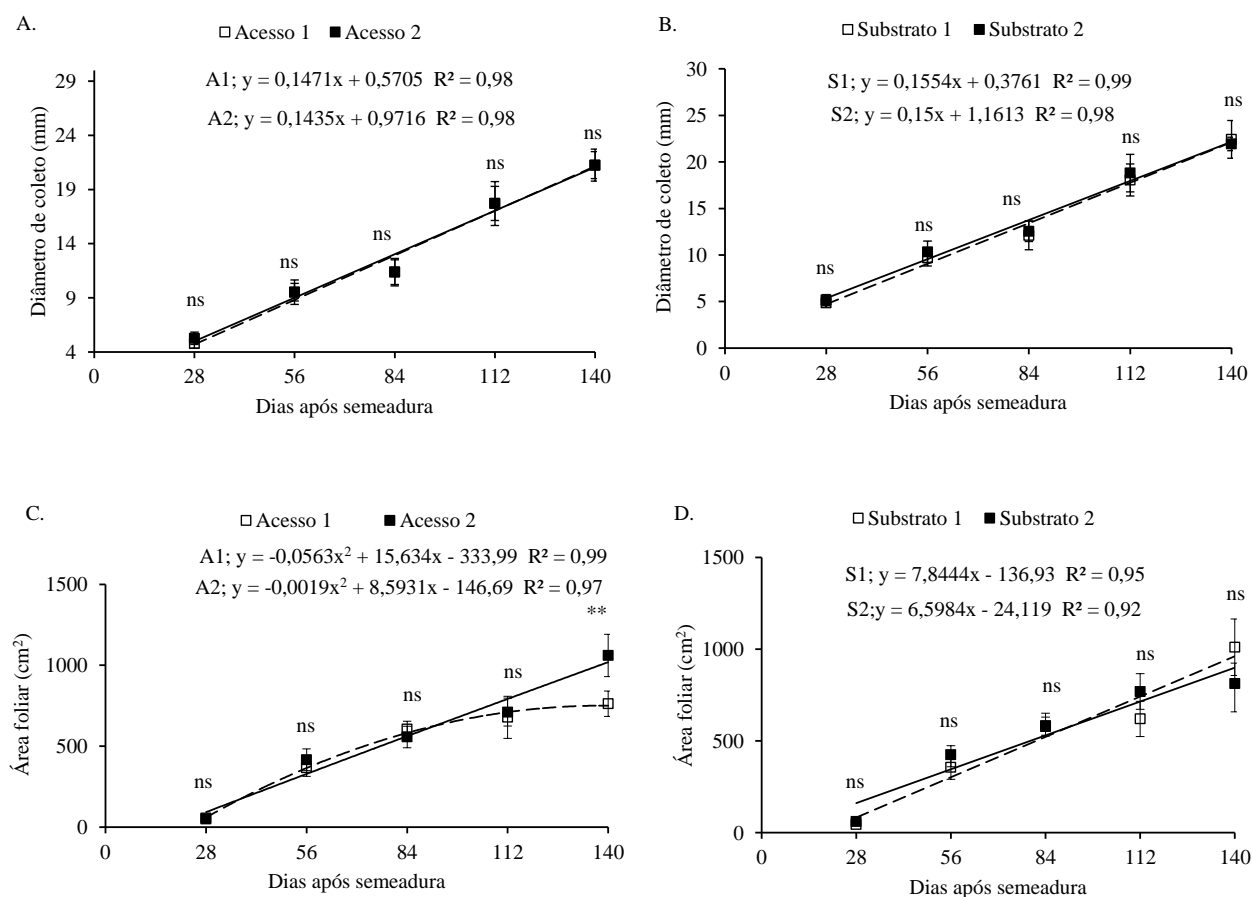 A.
□ Acesso 1 ■ Acesso 2
A1; y = 0,1471x + 0,5705 R² = 0,98
A2; y = 0,1435x + 0,9716 R² = 0,98
Diâmetro de coleto (mm)
29
24
19
14
9
4
ns
ns
ns
ns
ns
0 28 56 84 112 140
Dias após semeadura
B.
□ Substrato 1 ■ Substrato 2
S1; y = 0,1554x + 0,3761 R² = 0,99
S2; y = 0,15x + 1,1613 R² = 0,98
Diâmetro de coleto (mm)
30
25
20
15
10
5
0
ns
ns
ns
ns
ns
0 28 56 84 112 140
Dias após semeadura
C.
□ Acesso 1 ■ Acesso 2
A1; y = -0,0563x² + 15,634x - 333,99 R² = 0,99
A2; y = -0,0019x² + 8,5931x - 146,69 R² = 0,97
Área foliar (cm²)
1500
1000
500
0
ns
ns
ns
ns
**
0 28 56 84 112 140
Dias após semeadura
D.
□ Substrato 1 ■ Substrato 2
S1; y = 7,8444x - 136,93 R² = 0,95
S2;y = 6,5984x - 24,119 R² = 0,92
Área foliar (cm²)
1500
1000
500
0
ns
ns
ns
ns
ns
0 28 56 84 112 140
Dias após semeadura